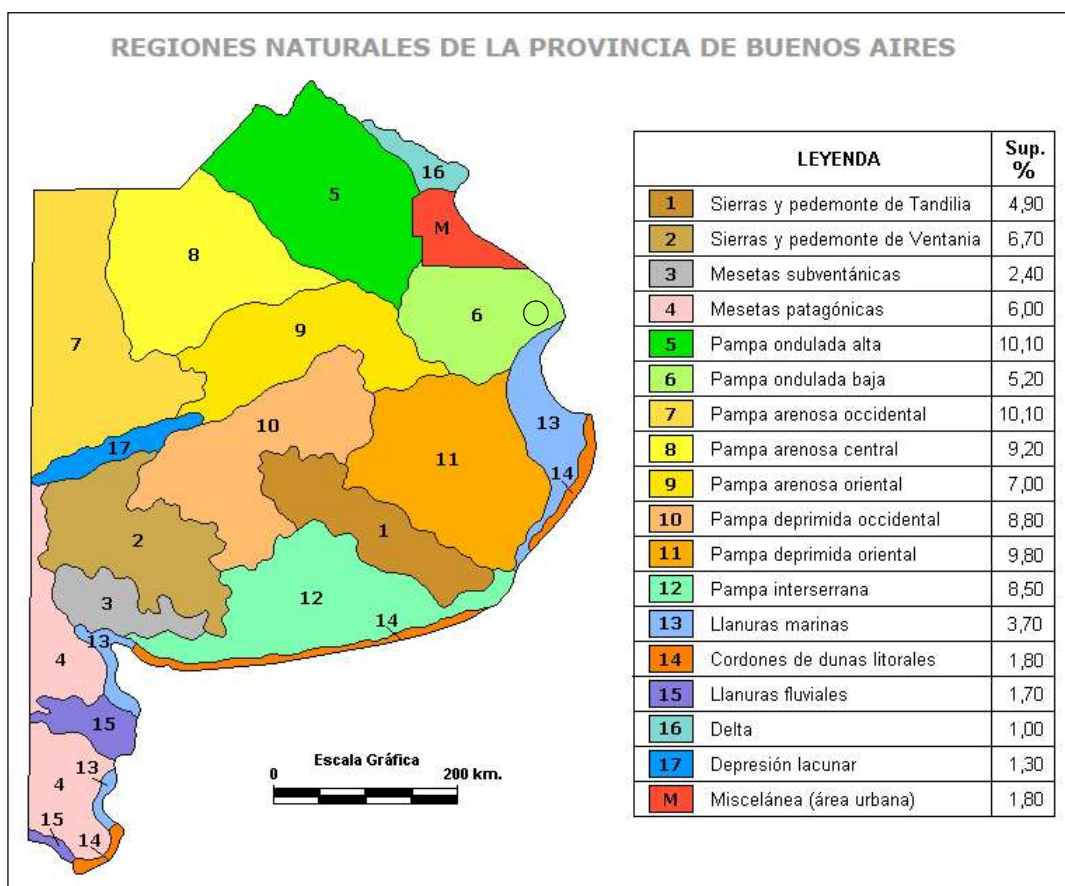 REGIONES NATURALES DE LA PROVINCIA DE BUENOS AIRES
LEYENDA Sup. %
1 Sierras y pedemonte de Tandilia 4,90
2 Sierras y pedemonte de Ventania 6,70
3 Mesetas subventánicas 2,40
4 Mesetas patagónicas 6,00
5 Pampa ondulada alta 10,10
6 Pampa ondulada baja 5,20
7 Pampa arenosa occidental 10,10
8 Pampa arenosa central 9,20
9 Pampa arenosa oriental 7,00
10 Pampa deprimida occidental 8,80
11 Pampa deprimida oriental 9,80
12 Pampa interserrana 8,50
13 Llanuras marinas 3,70
14 Cordones de dunas litorales 1,80
15 Llanuras fluviales 1,70
16 Delta 1,00
17 Depresión lacunar 1,30
M Miscelánea (área urbana) 1,80
16
5
M
8
6
9
7
13
10
17
11
14
1
2
12
3
14
13
4
15
13
4
15
14
Escala Gráfica
0 200 km.